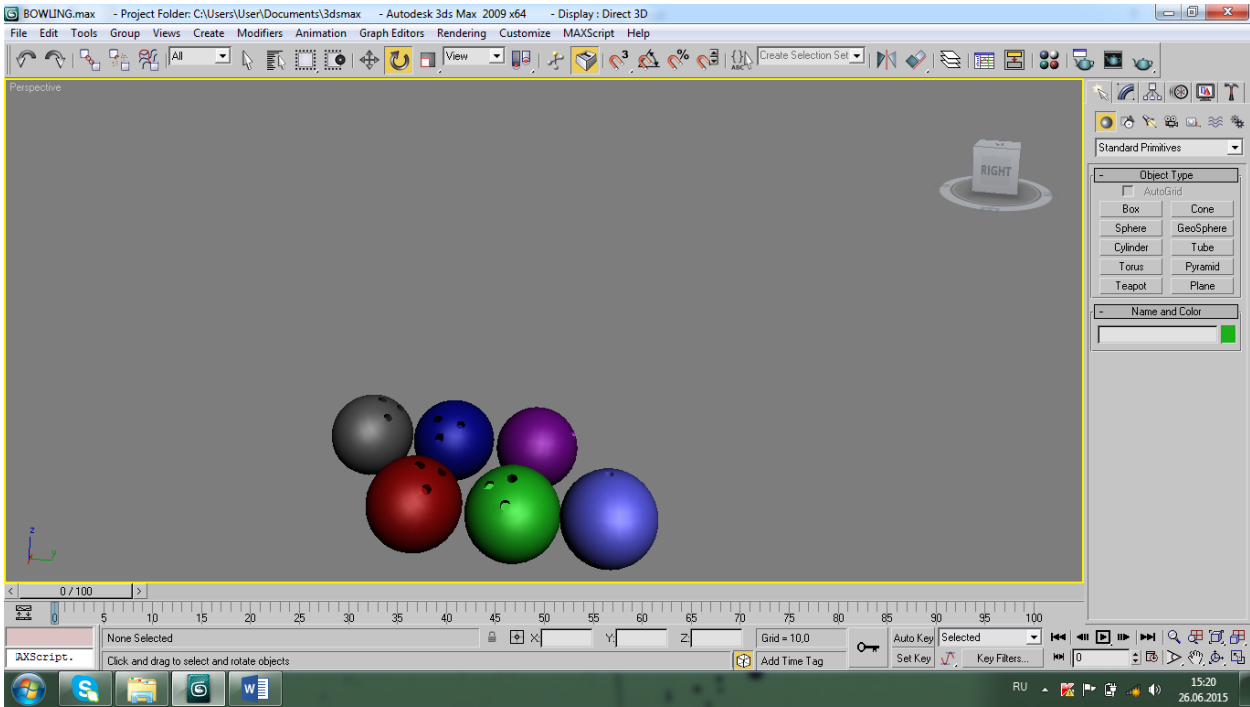 BOWLING.max - Project Folder: C:\Users\User\Documents\3dsmax - Autodesk 3ds Max 2009 x64 - Display : Direct 3D
File Edit Tools Group Views Create Modifiers Animation Graph Editors Rendering Customize MAXScript Help
All View 3 % ABC Create Selection Set
Perspective
RIGHT
Standard Primitives
- Object Type
AutoGrid
Box Cone
Sphere GeoSphere
Cylinder Tube
Torus Pyramid
Teapot Plane
- Name and Color
z
y
< 0 / 100 >
0 5 10 15 20 25 30 35 40 45 50 55 60 65 70 75 80 85 90 95 100
None Selected X: Y: Z: Grid = 10,0 Auto Key Selected
AXScript. Click and drag to select and rotate objects Add Time Tag Set Key Key Filters... 0
RU 15:20
26.06.2015